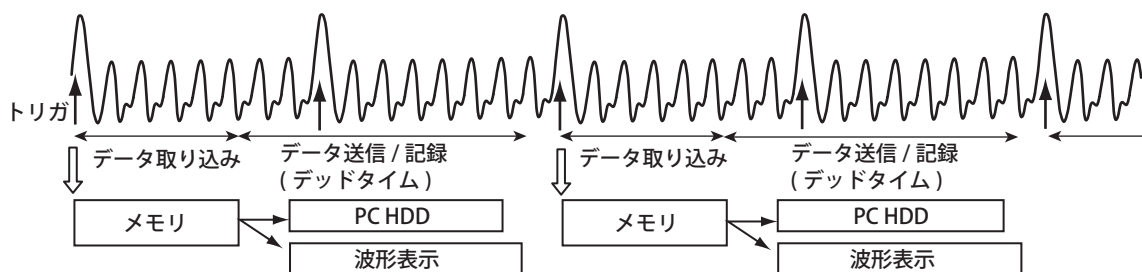 トリガ
データ取り込み
データ送信 / 記録
( デッドタイム )
データ取り込み
データ送信 / 記録
( デッドタイム )
メモリ
PC HDD
波形表示
メモリ
PC HDD
波形表示